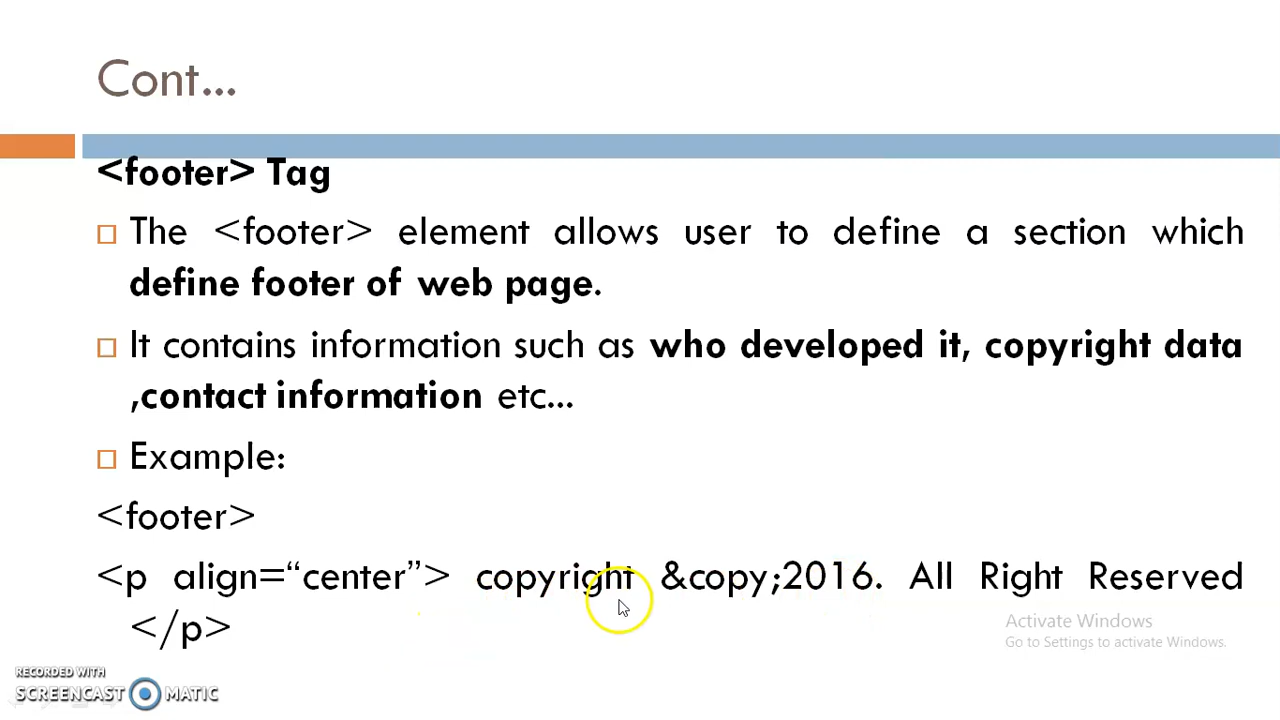 Cont...
<footer> Tag
The <footer> element allows user to define a section which
define footer of web page.
It contains information such as who developed it, copyright data
,contact information etc...
Example:
<footer>
<p align=“center”> copyright &copy;2016. All Right Reserved
</p>
Activate Windows
Go to Settings to activate Windows.
RECORDED WITH
SCREENCAST MATIC